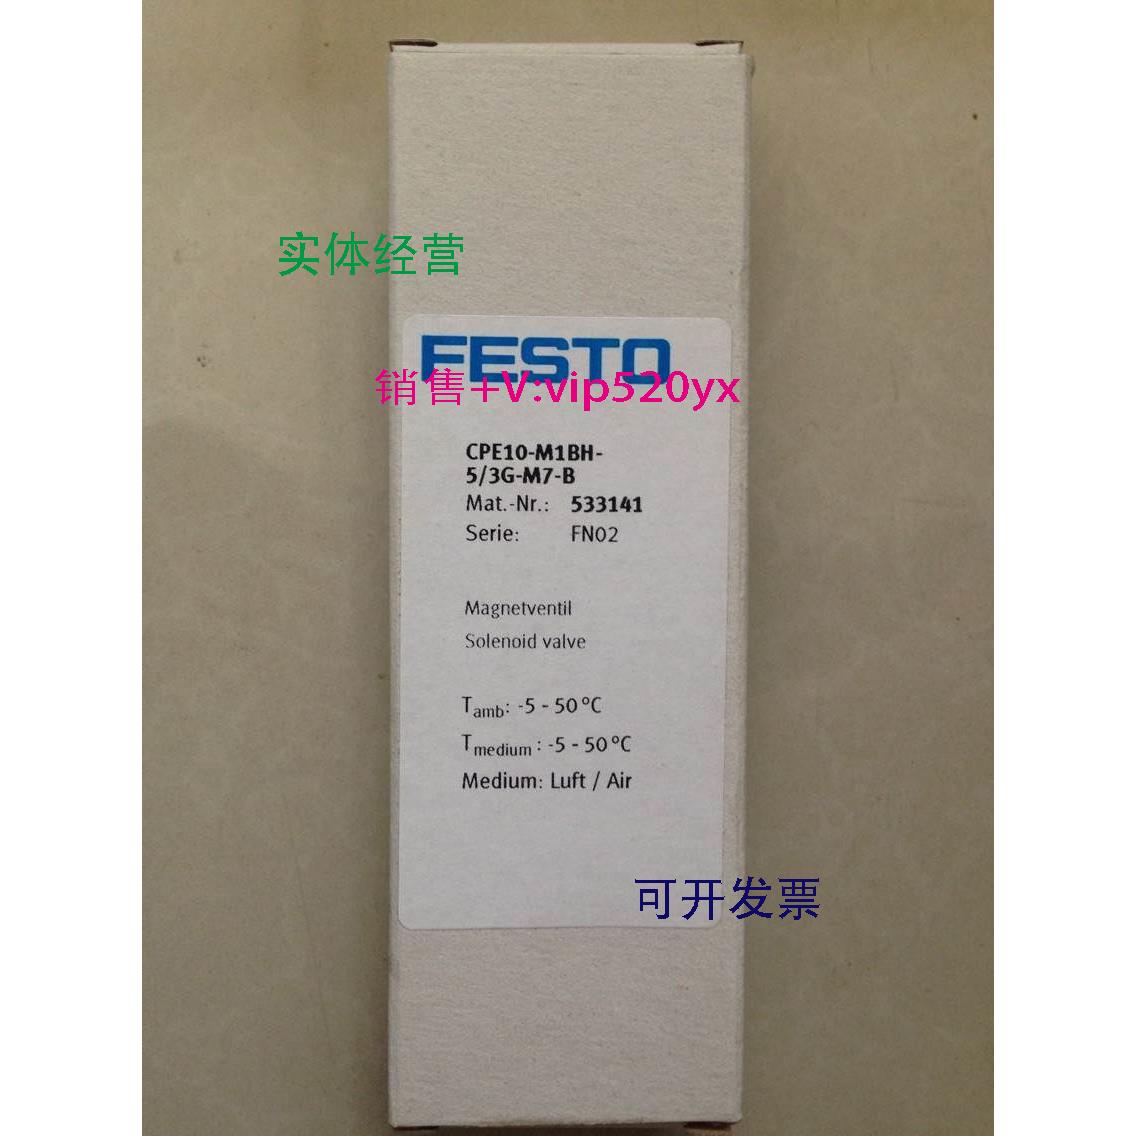 实体经营
FESTO
销售+V:vip520yx
CPE10-M1BH-
5/3G-M7-B
Mat.-Nr.: 533141
Serie: FN02
Magnetventil
Solenoid valve
Tamb: -5 - 50 °C
Tmedium : -5 - 50 °C
Medium: Luft / Air
可开发票